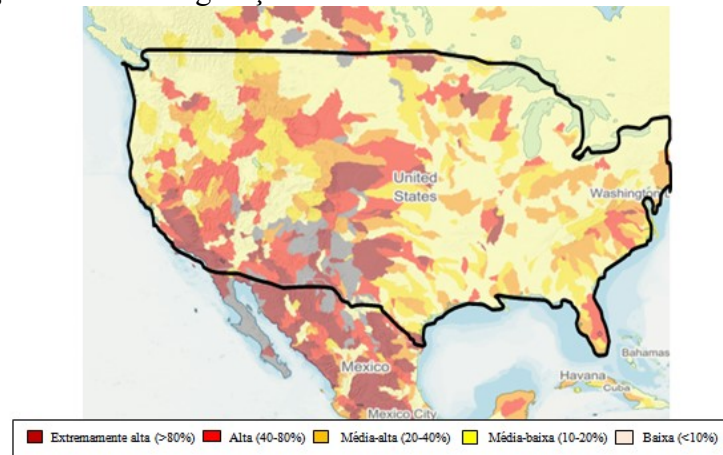 United
States
Washington
Bahamas
Havana
Cuba
Mexico
Mexico City
Extremamente alta (>80%) Alta (40-80%) Média-alta (20-40%) Média-baixa (10-20%) Baixa (<10%)